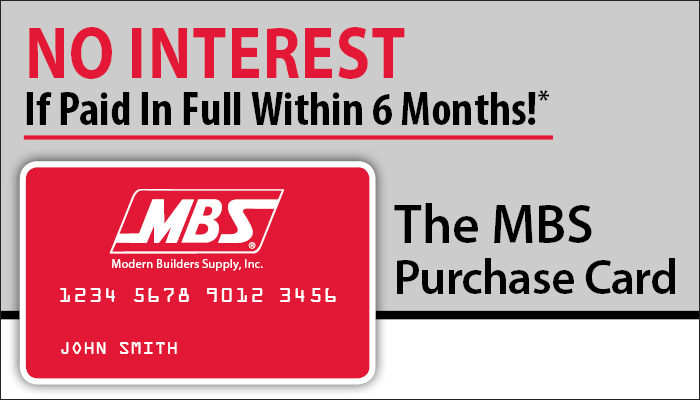 NO INTEREST
If Paid In Full Within 6 Months!*
MBS®
Modern Builders Supply, Inc.
1234 5678 9012 3456
JOHN SMITH
The MBS
Purchase Card